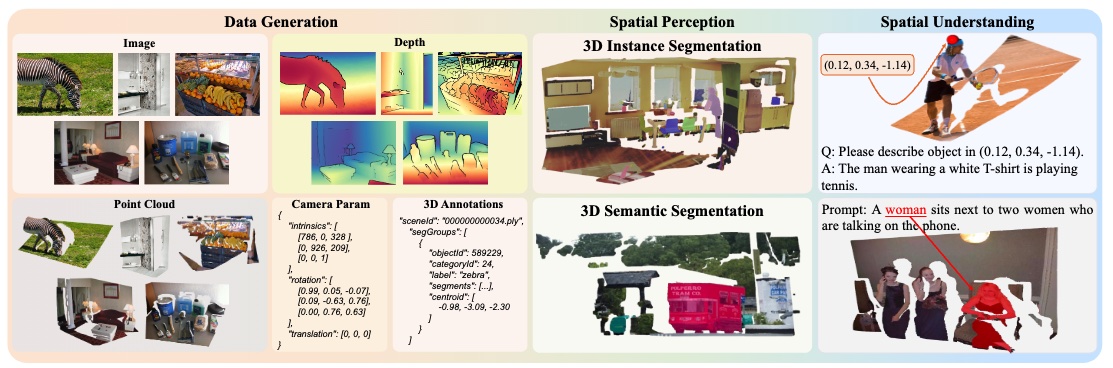 Data Generation
Spatial Perception
Spatial Understanding
Image
Depth
3D Instance Segmentation
(0.12, 0.34, -1.14)
Q: Please describe object in (0.12, 0.34, -1.14).
A: The man wearing a white T-shirt is playing
tennis.
Point Cloud
Camera Param
{
"intrinsics": [
[786, 0, 328 ],
[0, 926, 209],
[0, 0, 1]
],
"rotation": [
[0.99, 0.05, -0.07],
[0.09, -0.63, 0.76],
[0.00, 0.76, 0.63]
],
"translation": [0, 0, 0]
}
3D Annotations
"sceneId": "000000000034.ply",
"segGroups": [
{
"objectId": 589229,
"categoryId": 24,
"label": "zebra",
"segments": [...],
"centroid": [
-0.98, -3.09, -2.30
]
}
]
3D Semantic Segmentation
TRAM CO.
Prompt: A woman sits next to two women who
are talking on the phone.